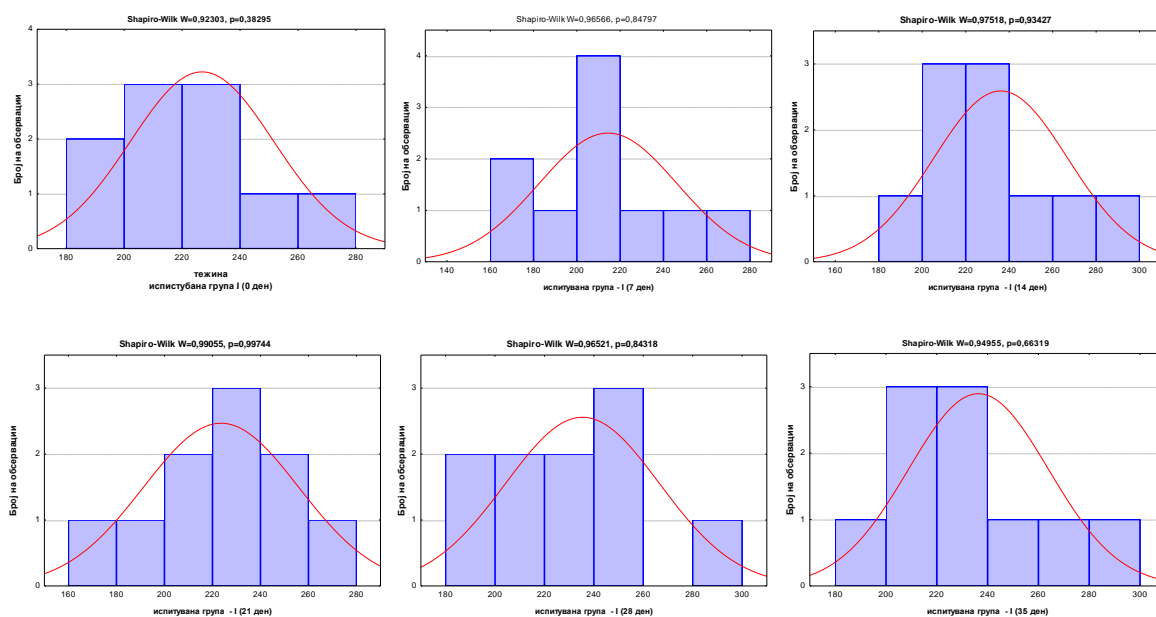 Shapiro-Wilk W=0,92303, p=0,38295
Број на обсервации
4
3
2
1
0
180 200 220 240 260 280
тежина
испистубана група I (0 ден)
Shapiro-Wilk W=0,96566, p=0,84797
Број на обсервации
4
3
2
1
0
140 160 180 200 220 240 260 280
испитувана група - I (7 ден)
Shapiro-Wilk W=0,97518, p=0,93427
Број на обсервации
3
2
1
0
160 180 200 220 240 260 280 300
испитувана група - I (14 ден)
Shapiro-Wilk W=0,99055, p=0,99744
Број на обсервации
3
2
1
0
160 180 200 220 240 260 280
испитувана група - I (21 ден)
Shapiro-Wilk W=0,96521, p=0,84318
Број на обсервации
3
2
1
0
180 200 220 240 260 280 300
испитувана група - I (28 ден)
Shapiro-Wilk W=0,94955, p=0,66319
Број на обсервации
3
2
1
0
180 200 220 240 260 280 300
испитувана група - I (35 ден)